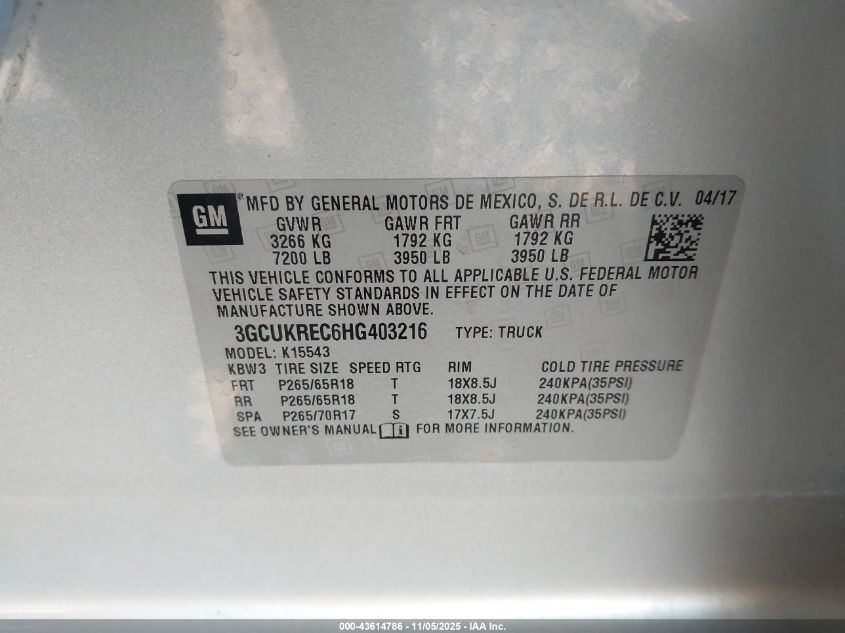 GM ® MFD BY GENERAL MOTORS DE MEXICO, S. DE R.L. DE C.V. 04/17
GVWR GAWR FRT GAWR RR
3266 KG 1792 KG 1792 KG
7200 LB 3950 LB 3950 LB
THIS VEHICLE CONFORMS TO ALL APPLICABLE U.S. FEDERAL MOTOR
VEHICLE SAFETY STANDARDS IN EFFECT ON THE DATE OF
MANUFACTURE SHOWN ABOVE.
3GCUKREC6HG403216 TYPE: TRUCK
MODEL: K15543
KBW3 TIRE SIZE SPEED RTG RIM COLD TIRE PRESSURE
FRT P265/65R18 T 18X8.5J 240KPA(35PSI)
RR P265/65R18 T 18X8.5J 240KPA(35PSI)
SPA P265/70R17 S 17X7.5J 240KPA(35PSI)
SEE OWNER'S MANUAL i FOR MORE INFORMATION.
000-43614786 - 11/05/2025 - IAA Inc.